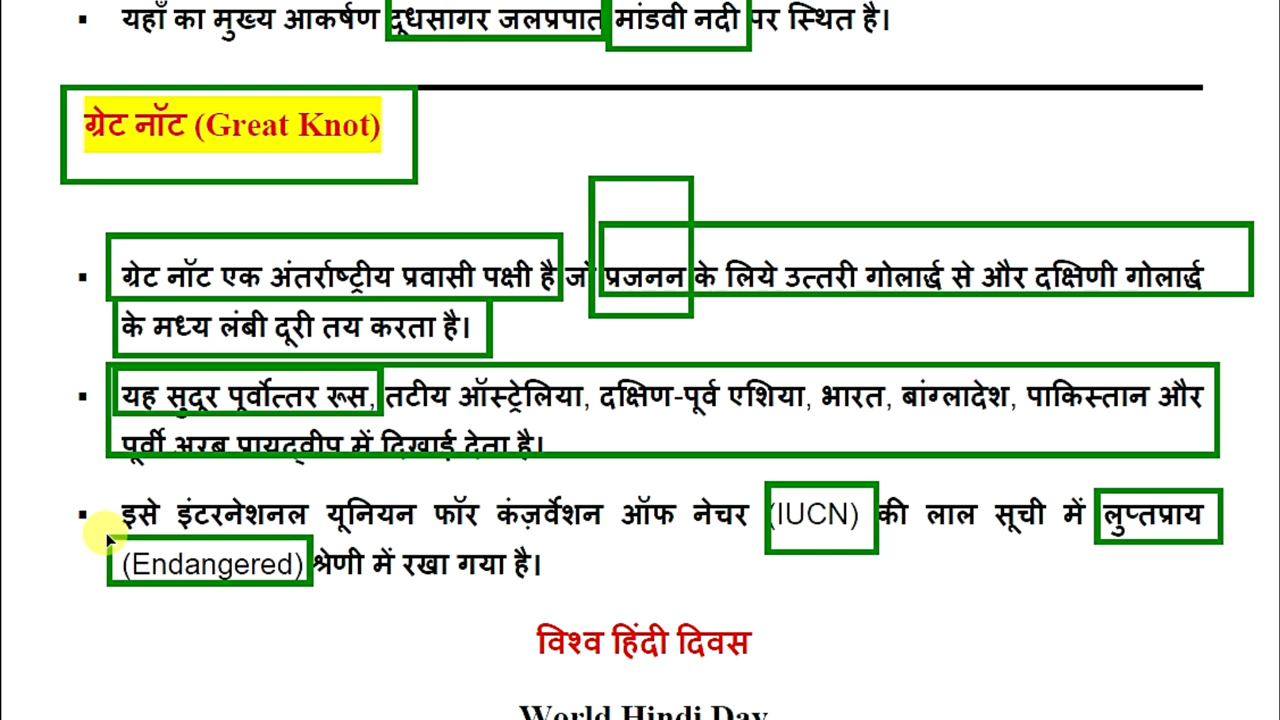 ▪ यहाँ का मुख्य आकर्षण दूधसागर जलप्रपात मांडवी नदी पर स्थित है।
ग्रेट नॉट (Great Knot)
▪ ग्रेट नॉट एक अंतर्राष्ट्रीय प्रवासी पक्षी है जो प्रजनन के लिये उत्तरी गोलार्द्ध से और दक्षिणी गोलार्द्ध
के मध्य लंबी दूरी तय करता है।
▪ यह सुदूर पूर्वोत्तर रूस, तटीय ऑस्ट्रेलिया, दक्षिण-पूर्व एशिया, भारत, बांग्लादेश, पाकिस्तान और
पूर्वी अरब प्रायद्वीप में दिखाई देता है।
▪ इसे इंटरनेशनल यूनियन फॉर कंज़र्वेशन ऑफ नेचर (IUCN) की लाल सूची में लुप्तप्राय
(Endangered) श्रेणी में रखा गया है।
विश्व हिंदी दिवस
World Hindi Day